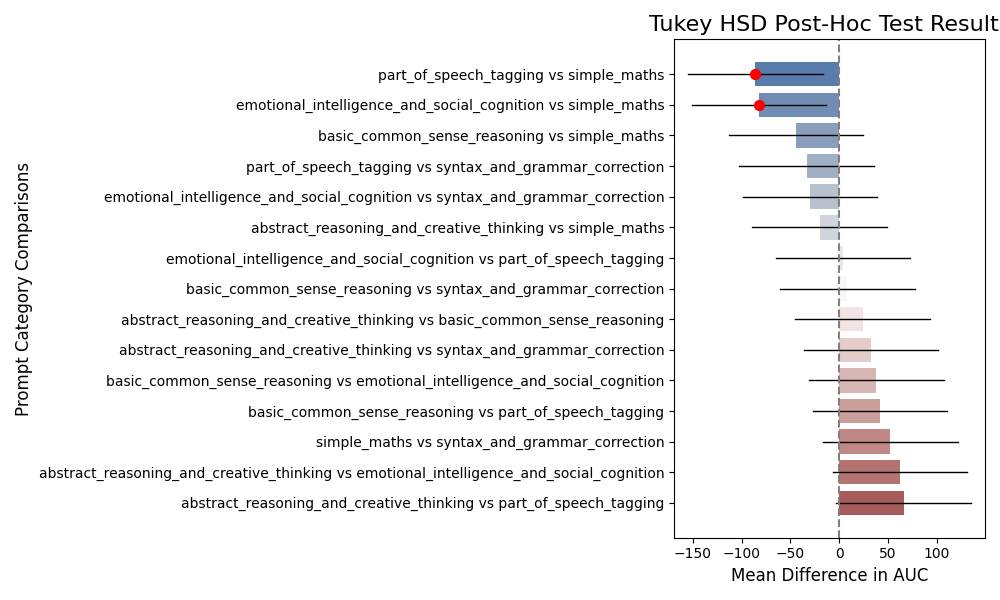 Tukey HSD Post-Hoc Test Result
part_of_speech_tagging vs simple_maths
emotional_intelligence_and_social_cognition vs simple_maths
basic_common_sense_reasoning vs simple_maths
part_of_speech_tagging vs syntax_and_grammar_correction
emotional_intelligence_and_social_cognition vs syntax_and_grammar_correction
abstract_reasoning_and_creative_thinking vs simple_maths
emotional_intelligence_and_social_cognition vs part_of_speech_tagging
basic_common_sense_reasoning vs syntax_and_grammar_correction
abstract_reasoning_and_creative_thinking vs basic_common_sense_reasoning
abstract_reasoning_and_creative_thinking vs syntax_and_grammar_correction
basic_common_sense_reasoning vs emotional_intelligence_and_social_cognition
basic_common_sense_reasoning vs part_of_speech_tagging
simple_maths vs syntax_and_grammar_correction
abstract_reasoning_and_creative_thinking vs emotional_intelligence_and_social_cognition
abstract_reasoning_and_creative_thinking vs part_of_speech_tagging
Prompt Category Comparisons
−150 −100 −50 0 50 100
Mean Difference in AUC